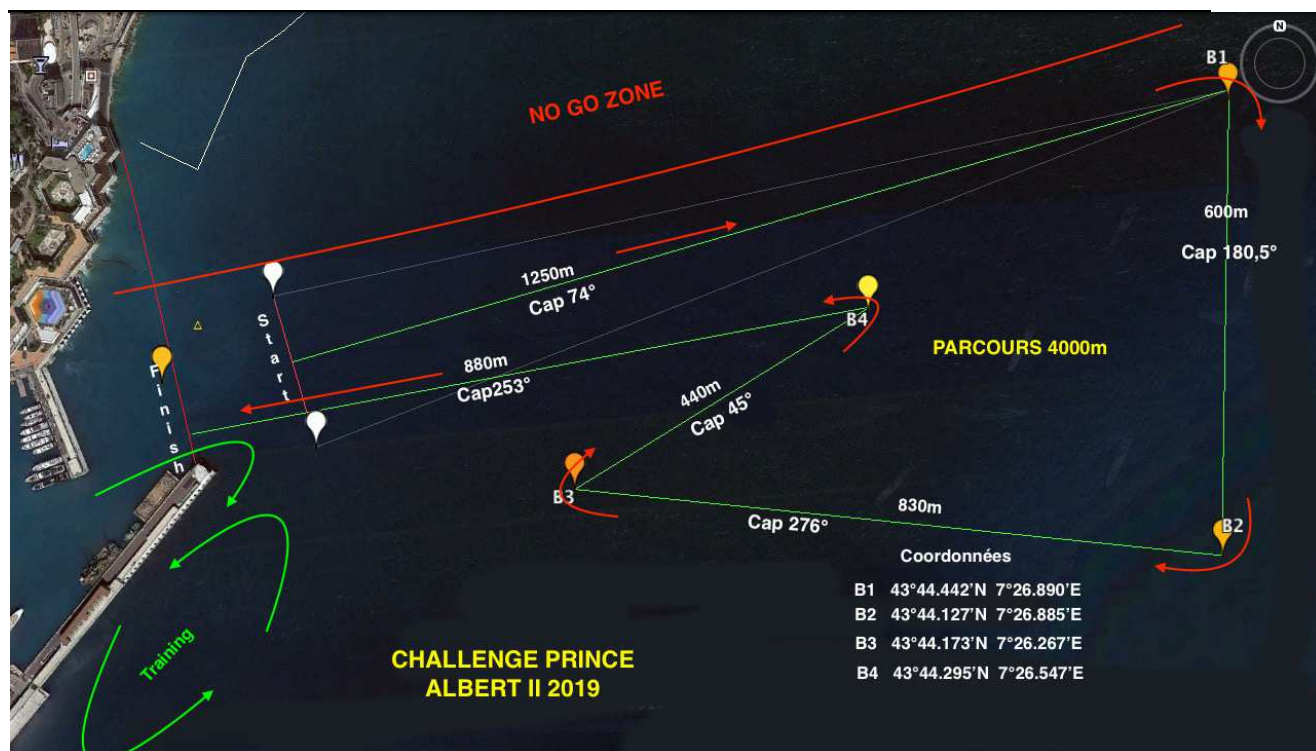 N
B1
NO GO ZONE
600m
Cap 180,5°
1250m
Cap 74°
Start
B4
PARCOURS 4000m
880m
Cap253°
Finish
440m
Cap 45°
B3
830m
Cap 276°
B2
Coordonnées
B1 43°44.442'N 7°26.890'E
B2 43°44.127'N 7°26.885'E
B3 43°44.173'N 7°26.267'E
B4 43°44.295'N 7°26.547'E
Training
CHALLENGE PRINCE
ALBERT II 2019